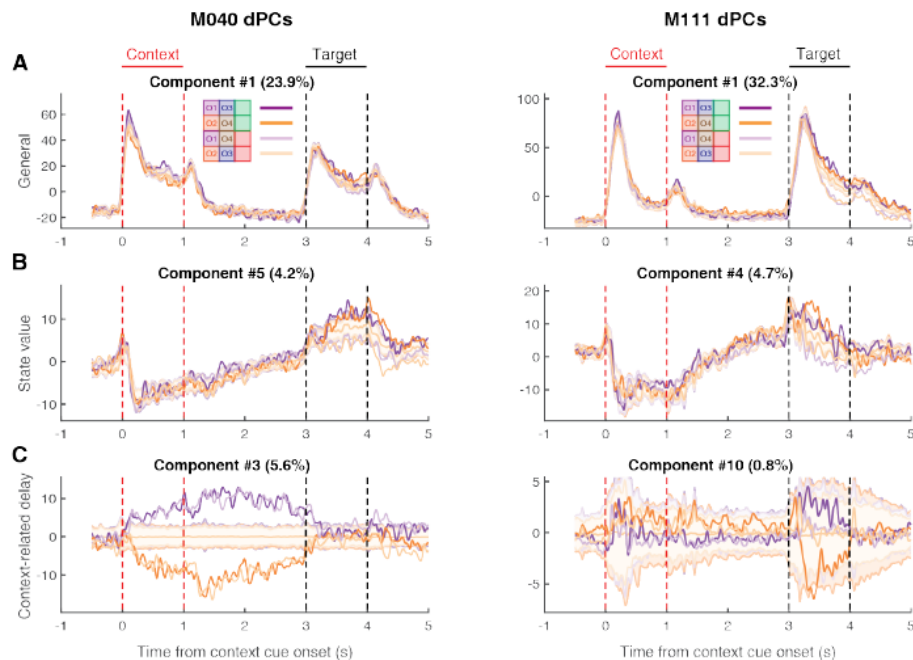 M040 dPCs
M111 dPCs
A
Context
Target
Context
Target
Component #1 (23.9%)
Component #1 (32.3%)
General
60
40
20
0
-20
O1 O3
O2 O4
O1 O4
O2 O3
-1 0 1 2 3 4 5
100
50
0
O1 O3
O2 O4
O1 O4
O2 O3
-1 0 1 2 3 4 5
B
Component #5 (4.2%)
Component #4 (4.7%)
State value
10
0
-10
-1 0 1 2 3 4 5
20
10
0
-10
-1 0 1 2 3 4 5
C
Component #3 (5.6%)
Component #10 (0.8%)
Context-related delay
10
0
-10
-1 0 1 2 3 4 5
5
0
-5
-1 0 1 2 3 4 5
Time from context cue onset (s)
Time from context cue onset (s)